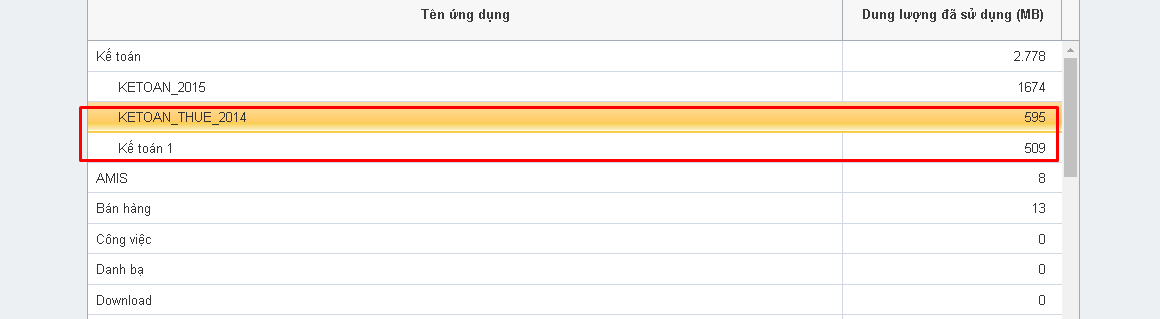 Tên ứng dụng Dung lượng đã sử dụng (MB)
Kế toán 2.778
KETOAN_2015 1674
KETOAN_THUE_2014 595
Kế toán 1 509
AMIS 8
Bán hàng 13
Công việc 0
Danh bạ 0
Download 0